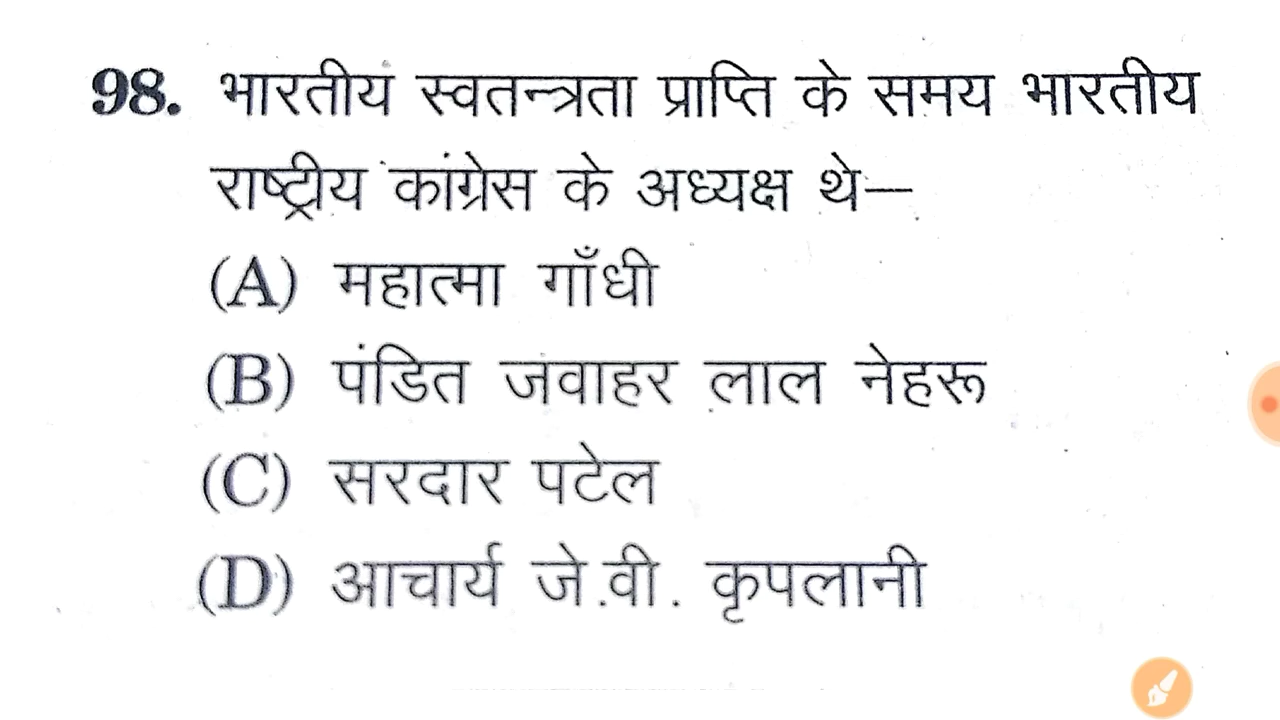 98. भारतीय स्वतन्त्रता प्राप्ति के समय भारतीय
राष्ट्रीय कांग्रेस के अध्यक्ष थे—
(A) महात्मा गाँधी
(B) पंडित जवाहर लाल नेहरू
(C) सरदार पटेल
(D) आचार्य जे.वी. कृपलानी